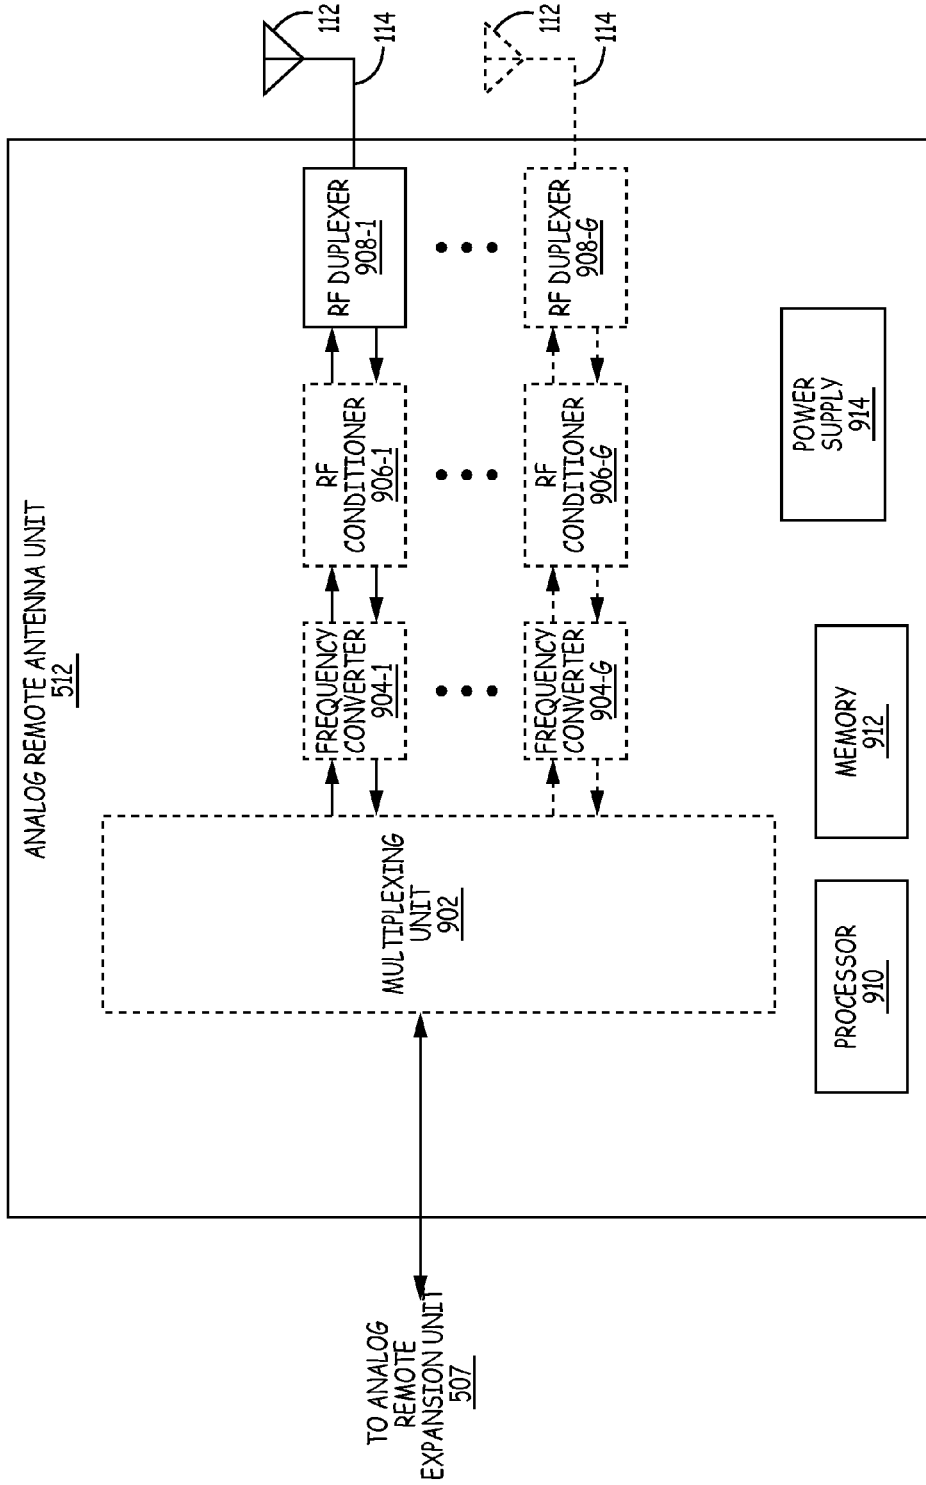 ANALOG REMOTE ANTENNA UNIT
512
TO ANALOG
REMOTE
EXPANSION UNIT
507
MULTIPLEXING
UNIT
902
FREQUENCY
CONVERTER
904-1
RF
CONDITIONER
906-1
RF DUPLEXER
908-1
112
114
FREQUENCY
CONVERTER
904-G
RF
CONDITIONER
906-G
RF DUPLEXER
908-G
112
114
PROCESSOR
910
MEMORY
912
POWER
SUPPLY
914